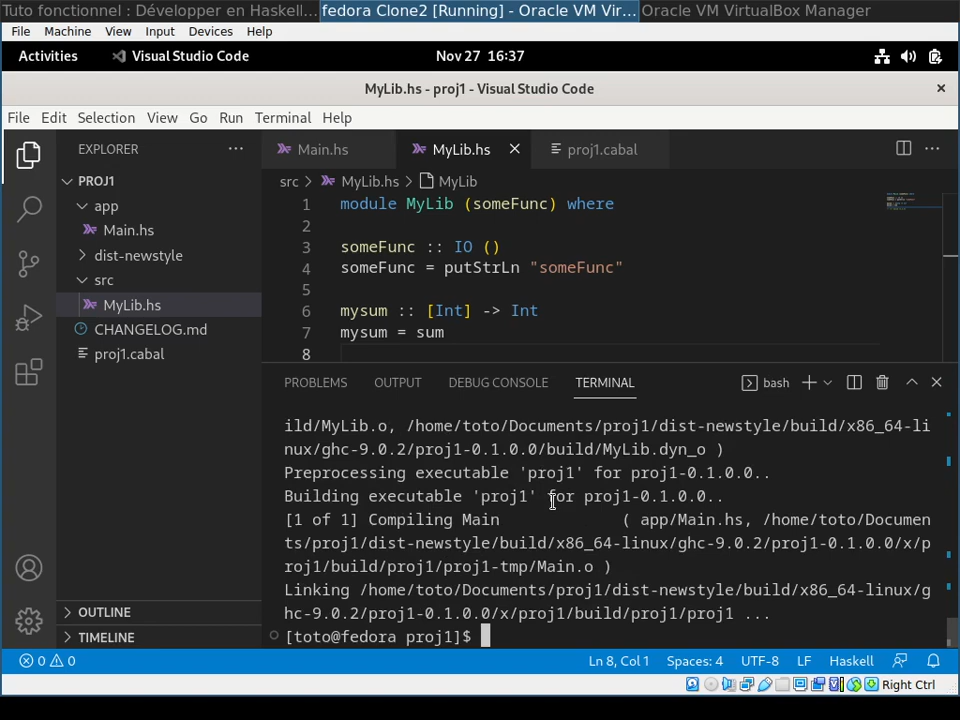 Tuto fonctionnel : Développer en Haskell...
fedora Clone2 [Running] - Oracle VM Vir...
Oracle VM VirtualBox Manager
File Machine View Input Devices Help
Activities Visual Studio Code Nov 27 16:37
MyLib.hs - proj1 - Visual Studio Code
File Edit Selection View Go Run Terminal Help
EXPLORER
PROJ1
app
Main.hs
dist-newstyle
src
MyLib.hs
CHANGELOG.md
proj1.cabal
OUTLINE
TIMELINE
Main.hs MyLib.hs proj1.cabal
src > MyLib.hs > MyLib
1 module MyLib (someFunc) where
2
3 someFunc :: IO ()
4 someFunc = putStrLn "someFunc"
5
6 mysum :: [Int] -> Int
7 mysum = sum
8
PROBLEMS OUTPUT DEBUG CONSOLE TERMINAL bash
ild/MyLib.o, /home/toto/Documents/proj1/dist-newstyle/build/x86_64-li
nux/ghc-9.0.2/proj1-0.1.0.0/build/MyLib.dyn_o )
Preprocessing executable 'proj1' for proj1-0.1.0.0..
Building executable 'proj1' for proj1-0.1.0.0..
[1 of 1] Compiling Main ( app/Main.hs, /home/toto/Documen
ts/proj1/dist-newstyle/build/x86_64-linux/ghc-9.0.2/proj1-0.1.0.0/x/p
roj1/build/proj1/proj1-tmp/Main.o )
Linking /home/toto/Documents/proj1/dist-newstyle/build/x86_64-linux/g
hc-9.0.2/proj1-0.1.0.0/x/proj1/build/proj1/proj1 ...
[toto@fedora proj1]$
0 0 Ln 8, Col 1 Spaces: 4 UTF-8 LF Haskell
Right Ctrl